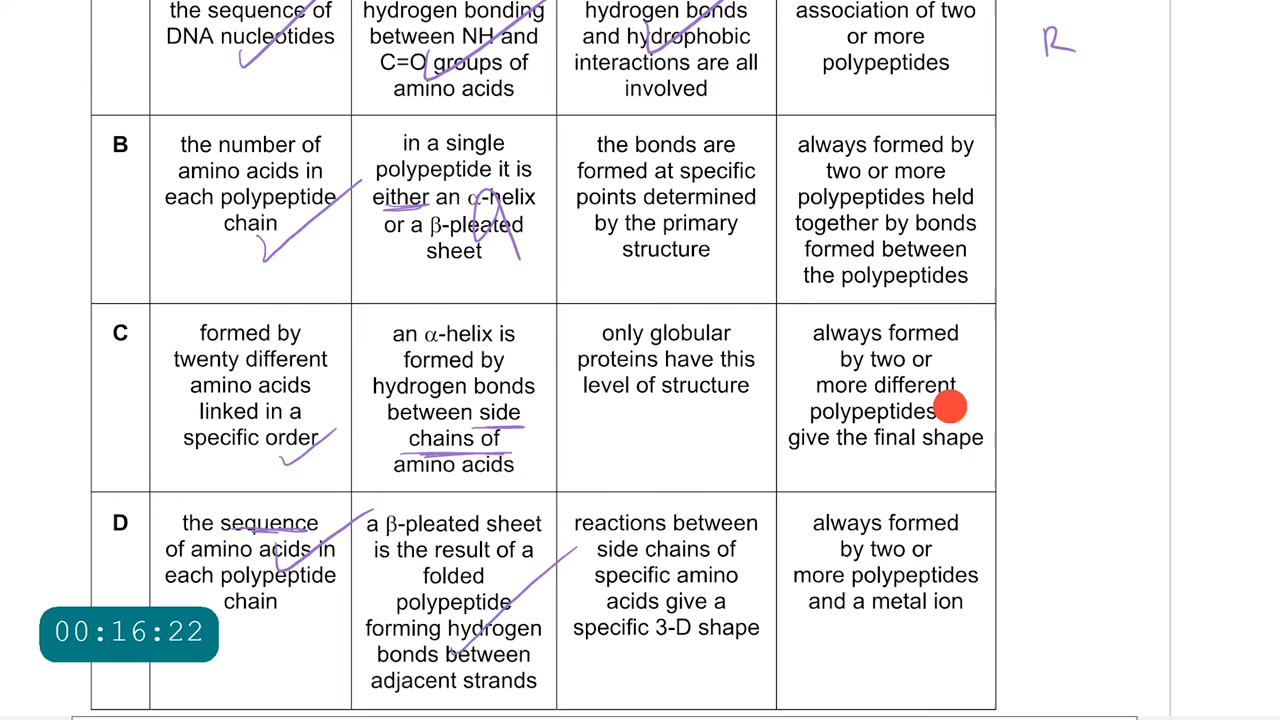 the sequence of
DNA nucleotides
hydrogen bonding
between NH and
C=O groups of
amino acids
hydrogen bonds
and hydrophobic
interactions are all
involved
association of two
or more
polypeptides
R
B
the number of
amino acids in
each polypeptide
chain
in a single
polypeptide it is
either an α-helix
or a β-pleated
sheet
the bonds are
formed at specific
points determined
by the primary
structure
always formed by
two or more
polypeptides held
together by bonds
formed between
the polypeptides
C
formed by
twenty different
amino acids
linked in a
specific order
an α-helix is
formed by
hydrogen bonds
between side
chains of
amino acids
only globular
proteins have this
level of structure
always formed
by two or
more different
polypeptides
give the final shape
D
the sequence
of amino acids in
each polypeptide
chain
a β-pleated sheet
is the result of a
folded
polypeptide
forming hydrogen
bonds between
adjacent strands
reactions between
side chains of
specific amino
acids give a
specific 3-D shape
always formed
by two or
more polypeptides
and a metal ion
00:16:22